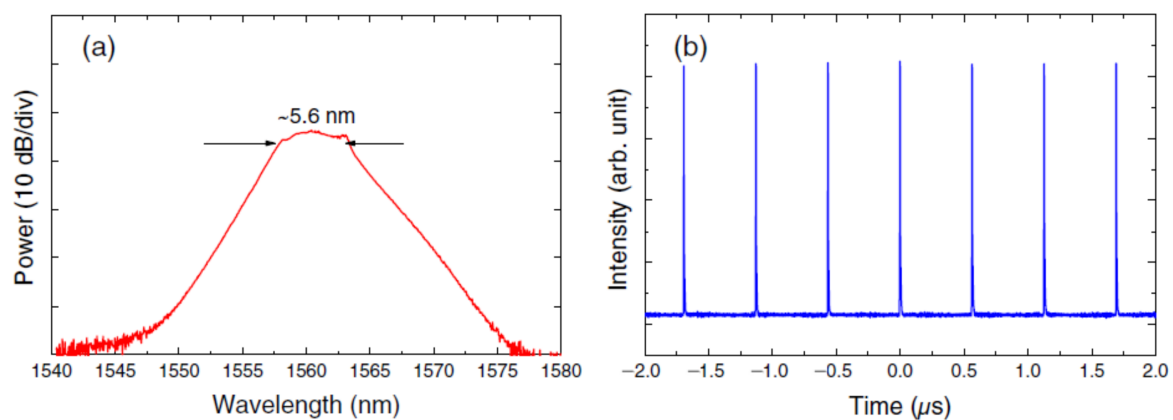 (a)
~5.6 nm
Power (10 dB/div)
1540 1545 1550 1555 1560 1565 1570 1575 1580
Wavelength (nm)
(b)
Intensity (arb. unit)
−2.0 −1.5 −1.0 −0.5 0.0 0.5 1.0 1.5 2.0
Time (μs)